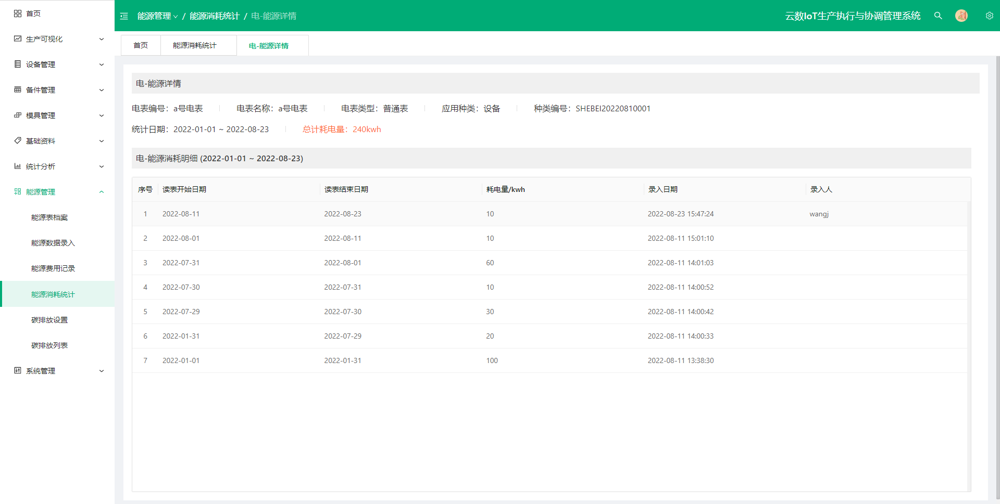 首页
生产可视化
设备管理
备件管理
模具管理
基础资料
统计分析
能源管理
能源表档案
能源数据录入
能源费用记录
能源消耗统计
碳排放设置
碳排放列表
系统管理
能源管理 / 能源消耗统计 / 电-能源详情
云数IoT生产执行与协调管理系统
首页 能源消耗统计 电-能源详情
电-能源详情
电表编号：a号电表 电表名称：a号电表 电表类型：普通表 应用种类：设备 种类编号：SHEBEI20220810001
统计日期：2022-01-01 ~ 2022-08-23 总计耗电量：240kwh
电-能源消耗明细 (2022-01-01 ~ 2022-08-23)
序号 读表开始日期 读表结束日期 耗电量/kwh 录入日期 录入人
1 2022-08-11 2022-08-23 10 2022-08-23 15:47:24 wangj
2 2022-08-01 2022-08-11 10 2022-08-11 15:01:10
3 2022-07-31 2022-08-01 60 2022-08-11 14:01:03
4 2022-07-30 2022-07-31 10 2022-08-11 14:00:52
5 2022-07-29 2022-07-30 30 2022-08-11 14:00:42
6 2022-01-31 2022-07-29 20 2022-08-11 14:00:33
7 2022-01-01 2022-01-31 100 2022-08-11 13:38:30